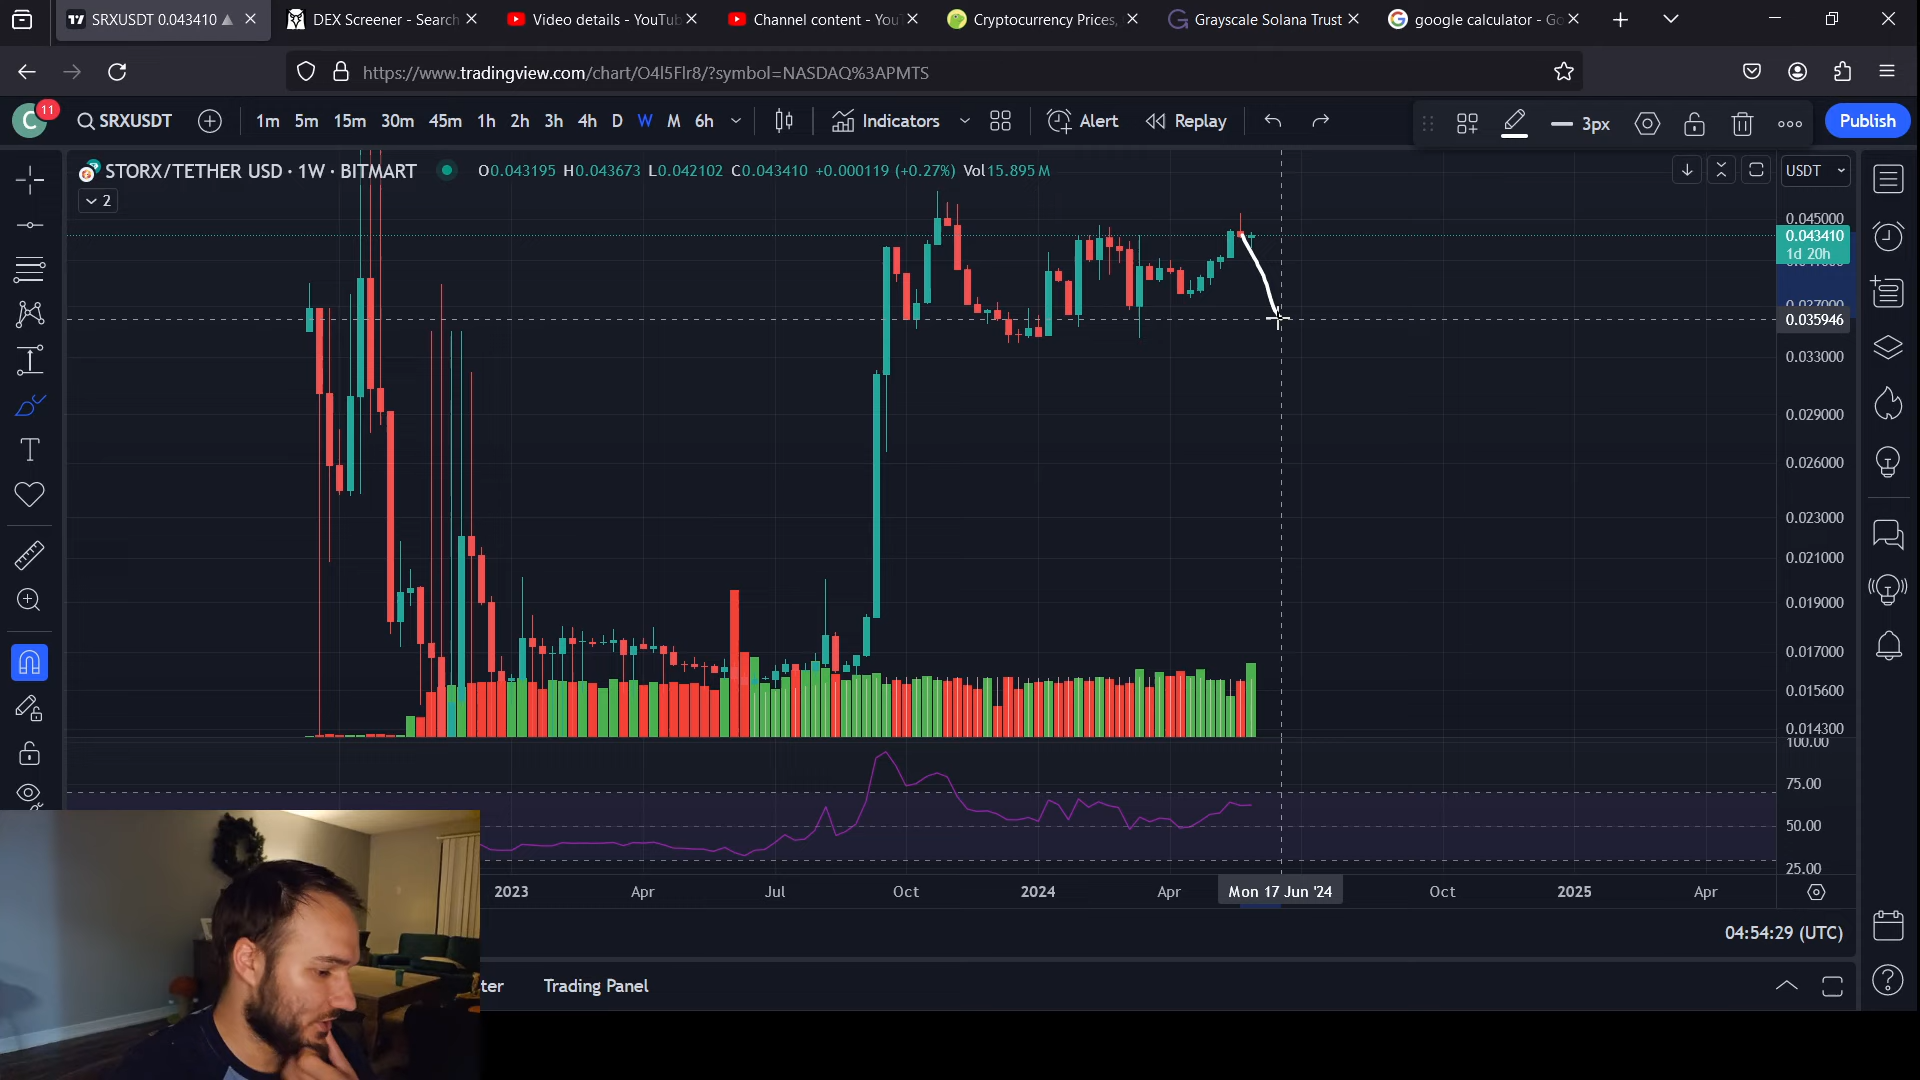 SRXUSDT 0.043410
DEX Screener - Search
Video details - YouTub
Channel content - You
Cryptocurrency Prices,
Grayscale Solana Trust
google calculator - Go
https://www.tradingview.com/chart/O4l5FIr8/?symbol=NASDAQ%3APMTS
C 11 SRXUSDT 1m 5m 15m 30m 45m 1h 2h 3h 4h D W M 6h Indicators Alert Replay 3px Publish
STORX/TETHER USD · 1W · BITMART O0.043195 H0.043673 L0.042102 C0.043410 +0.000119 (+0.27%) Vol15.895 M USDT
2
0.045000
0.043410
1d 20h
0.037000
0.035946
0.033000
0.029000
0.026000
0.023000
0.021000
0.019000
0.017000
0.015600
0.014300
100.00
75.00
50.00
25.00
2023 Apr Jul Oct 2024 Apr Mon 17 Jun '24 Oct 2025 Apr
04:54:29 (UTC)
ter Trading Panel